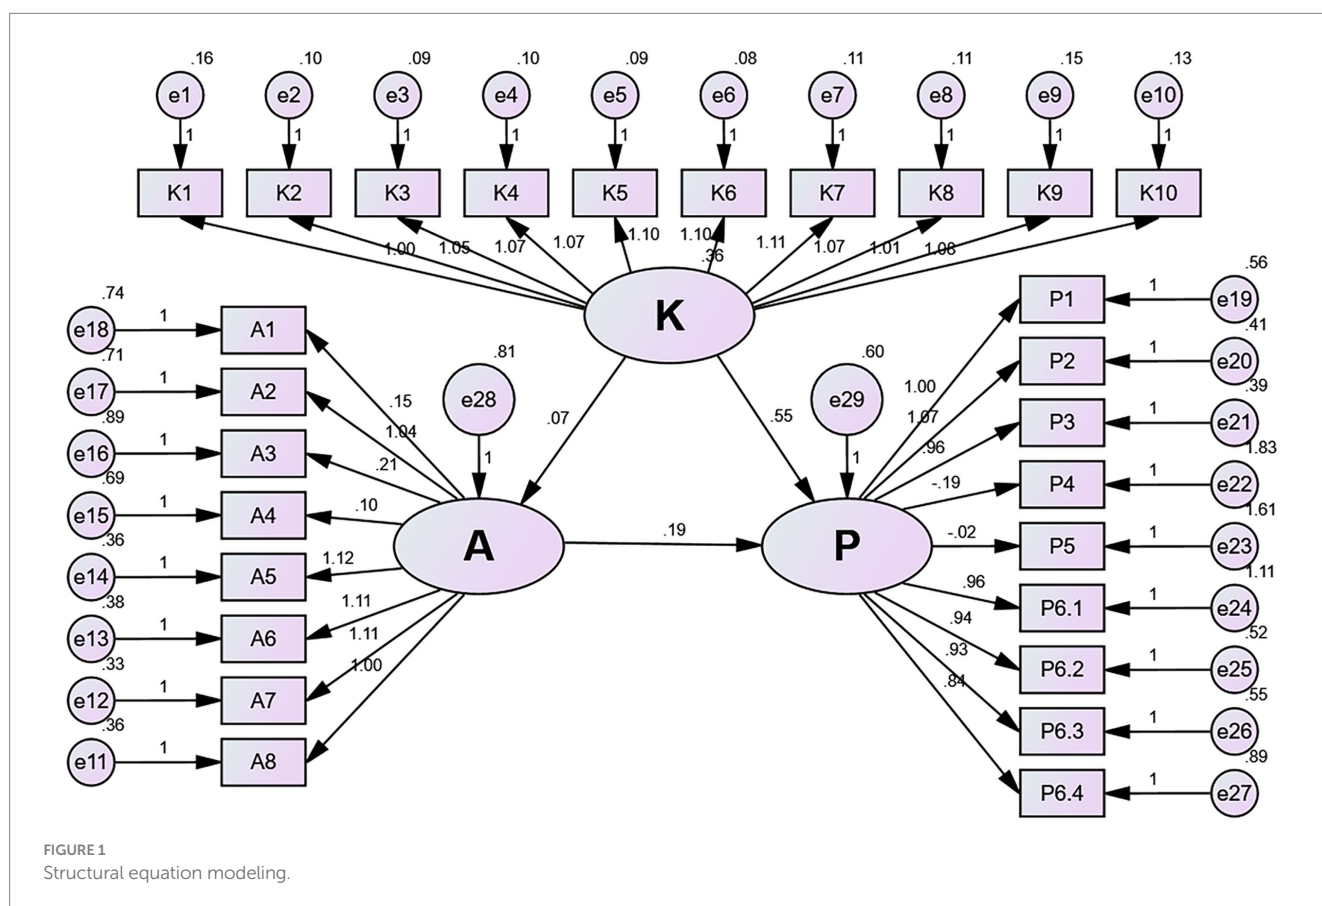 .16 .10 .09 .10 .09 .08 .11 .11 .15 .13
e1 e2 e3 e4 e5 e6 e7 e8 e9 e10
1 1 1 1 1 1 1 1 1 1
K1 K2 K3 K4 K5 K6 K7 K8 K9 K10
1.00 1.05 1.07 1.07 1.10 1.10 1.11 1.07 1.01 1.08
.36
K
.74
e18 1 A1
.71
e17 1 A2
.89
e16 1 A3
.69
e15 1 A4
.36
e14 1 A5
.38
e13 1 A6
.33
e12 1 A7
.36
e11 1 A8
.15
1.04
.21
.10
1.12
1.11
1.11
1.00
.81
e28
1
A
.07
.55
.19
.60
e29
1
P
1.00
1.07
.96
-.19
-.02
.96
.94
.93
.84
.56
P1 1 e19
.41
P2 1 e20
.39
P3 1 e21
1.83
P4 1 e22
1.61
P5 1 e23
1.11
P6.1 1 e24
.52
P6.2 1 e25
.55
P6.3 1 e26
.89
P6.4 1 e27
FIGURE 1
Structural equation modeling.